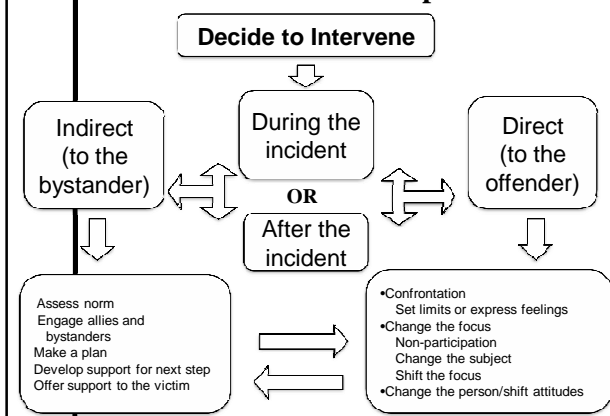 Decide to Intervene
Indirect
(to the
bystander)
During the
incident
OR
After the
incident
Direct
(to the
offender)
Assess norm
Engage allies and
bystanders
Make a plan
Develop support for next step
Offer support to the victim
•Confrontation
Set limits or express feelings
•Change the focus
Non-participation
Change the subject
Shift the focus
•Change the person/shift attitudes